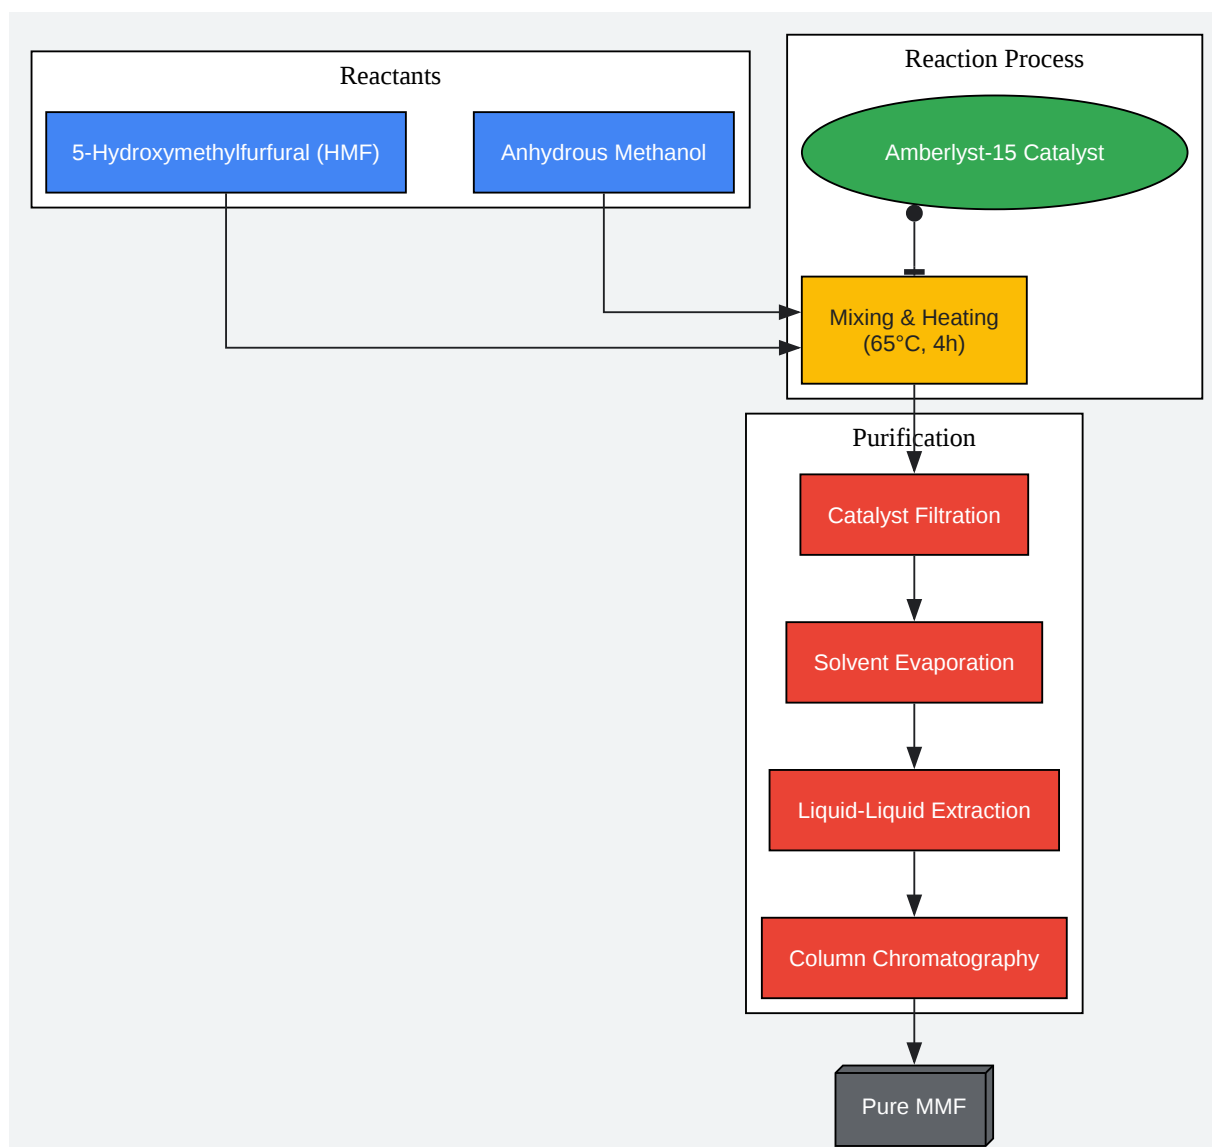 Reactants
5-Hydroxymethylfurfural (HMF)
Anhydrous Methanol
Reaction Process
Amberlyst-15 Catalyst
Mixing & Heating
(65°C, 4h)
Purification
Catalyst Filtration
Solvent Evaporation
Liquid-Liquid Extraction
Column Chromatography
Pure MMF